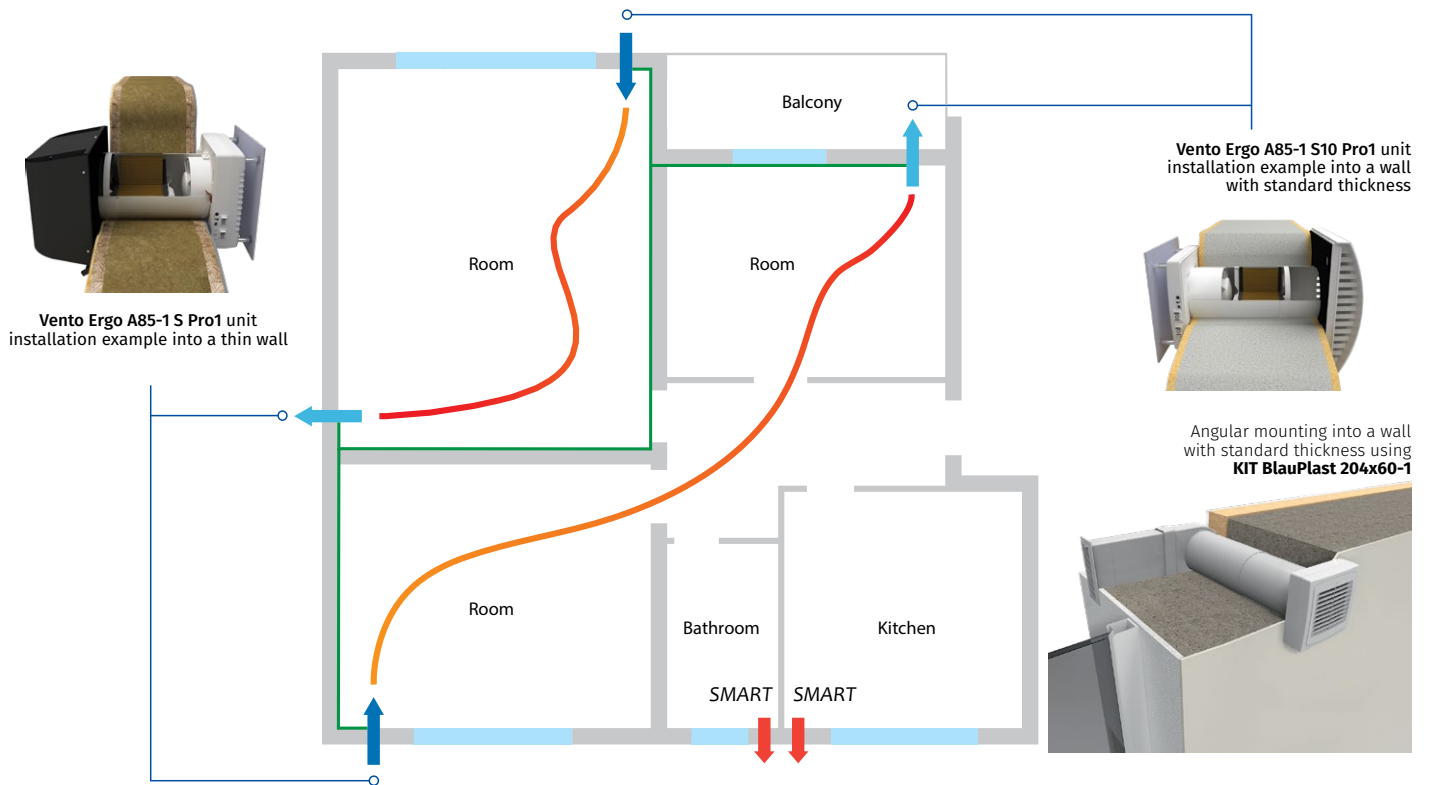 Balcony
Vento Ergo A85-1 S10 Pro1 unit
installation example into a wall
with standard thickness
Room
Room
Vento Ergo A85-1 S Pro1 unit
installation example into a thin wall
Angular mounting into a wall
with standard thickness using
KIT BlauPlast 204x60-1
Room
Bathroom
Kitchen
SMART
SMART